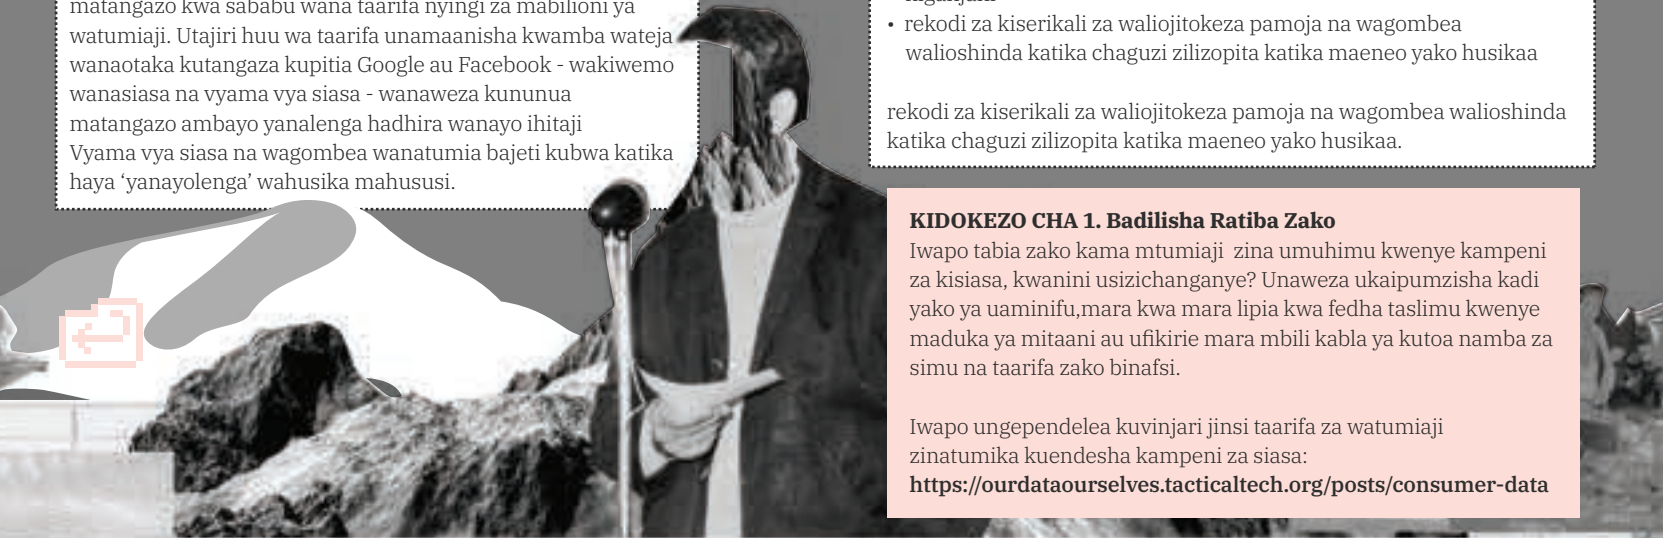 matangazo kwa sababu wana taarifa nyingi za mabilioni ya
watumiaji. Utajiri huu wa taarifa unamaanisha kwamba wateja
wanaotaka kutangaza kupitia Google au Facebook - wakiwemo
wanasiasa na vyama vya siasa - wanaweza kununua
matangazo ambayo yanalenga hadhira wanayo ihitaji
Vyama vya siasa na wagombea wanatumia bajeti kubwa katika
haya ‘yanayolenga’ wahusika mahususi.
• rekodi za kiserikali za waliojitokeza pamoja na wagombea
walioshinda katika chaguzi zilizopita katika maeneo yako husikaa
rekodi za kiserikali za waliojitokeza pamoja na wagombea walioshinda
katika chaguzi zilizopita katika maeneo yako husikaa.
KIDOKEZO CHA 1. Badilisha Ratiba Zako
Iwapo tabia zako kama mtumiaji  zina umuhimu kwenye kampeni
za kisiasa, kwanini usizichanganye? Unaweza ukaipumzisha kadi
yako ya uaminifu,mara kwa mara lipia kwa fedha taslimu kwenye
maduka ya mitaani au ufikirie mara mbili kabla ya kutoa namba za
simu na taarifa zako binafsi.
Iwapo ungependelea kuvinjari jinsi taarifa za watumiaji
zinatumika kuendesha kampeni za siasa:
https://ourdataourselves.tacticaltech.org/posts/consumer-data